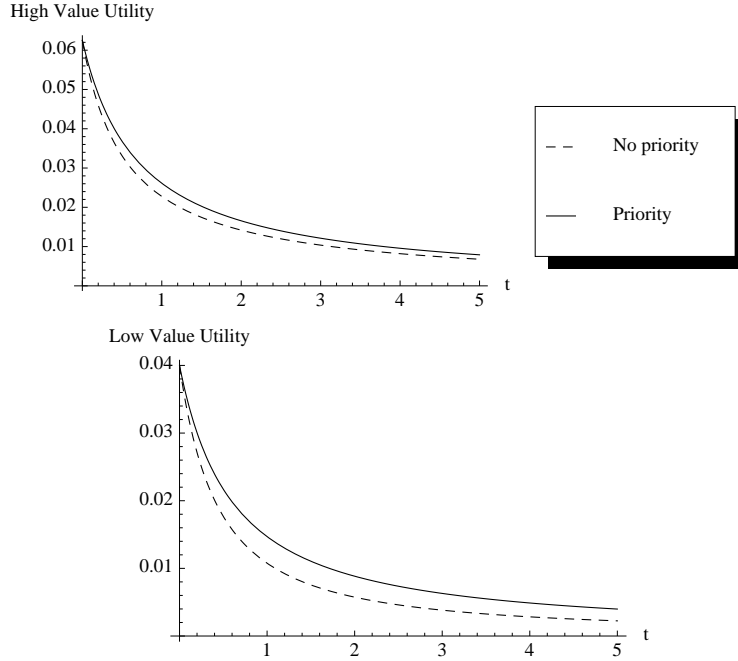 High Value Utility
0.06
0.05
0.04
0.03
0.02
0.01
1 2 3 4 5 t
No priority
Priority
Low Value Utility
0.04
0.03
0.02
0.01
1 2 3 4 5 t